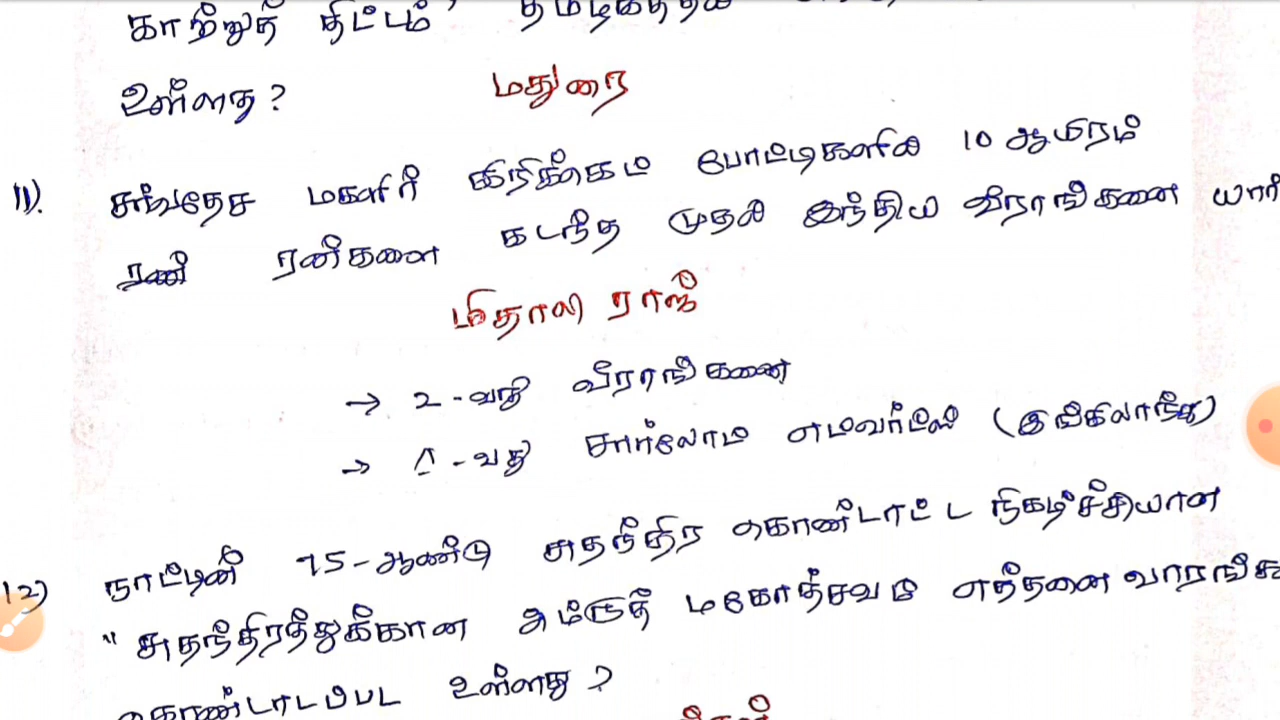 காற்றுத் திட்டம்
உள்ளது?
மதுரை
11). சர்வதேச மகளிர் கிரிக்கெட் போட்டிகளில் 10 ஆயிரம்
ரன் ரன்களை கடந்த முதல் இந்திய வீராங்கனை யார்
மிதாலி ராஜ்
→ 2-வது வீராங்கனை
→ 1-வது சார்லோட் எட்வர்ட்ஸ் (இங்கிலாந்து)
12) நாட்டின் 75-ஆண்டு சுதந்திர கொண்டாட்ட நிகழ்ச்சியான
" சுதந்திரத்துக்கான அம்ருத் மகோத்சவம் எத்தனை
கொண்டாடப்பட உள்ளது?